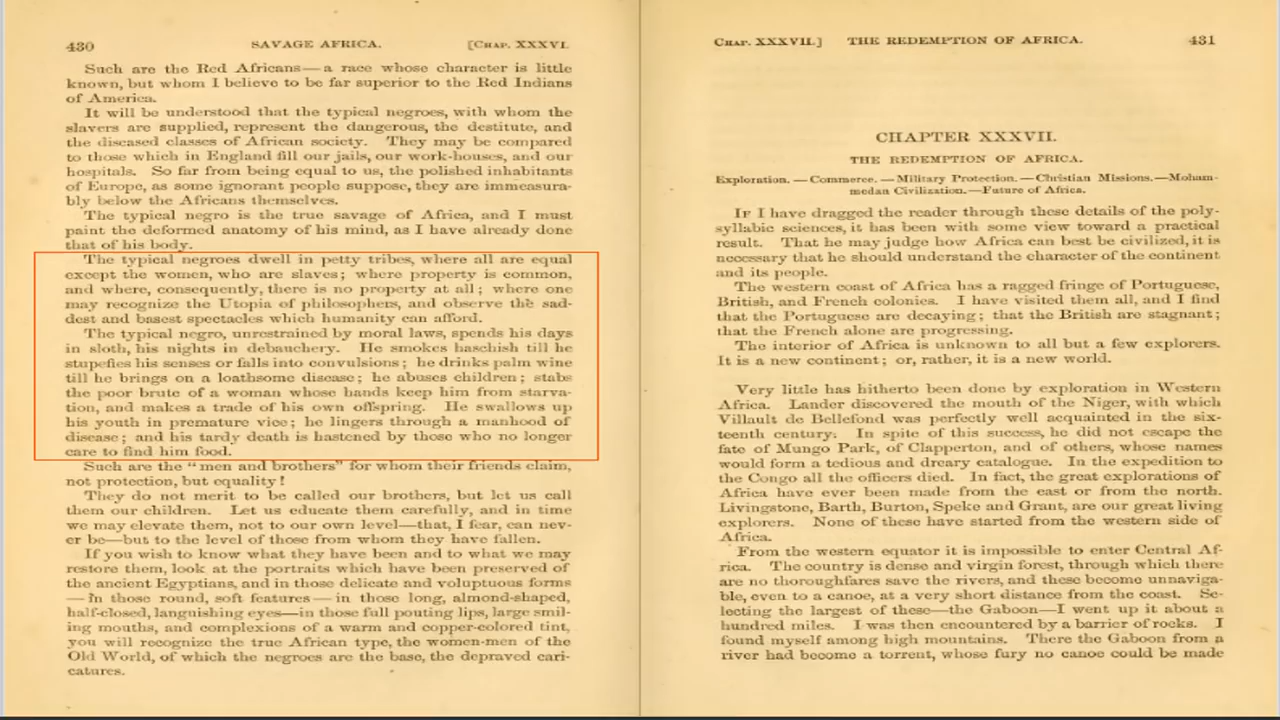 430 SAVAGE AFRICA. [Chap. XXXVI.
Such are the Red Africans—a race whose character is little
known, but whom I believe to be far superior to the Red Indians
of America.
It will be understood that the typical negroes, with whom the
slavers are supplied, represent the dangerous, the destitute, and
the diseased classes of African society. They may be compared
to those which in England fill our jails, our work-houses, and our
hospitals. So far from being equal to us, the polished inhabitants
of Europe, as some ignorant people suppose, they are immeasura-
bly below the Africans themselves.
The typical negro is the true savage of Africa, and I must
paint the deformed anatomy of his mind, as I have already done
that of his body.
The typical negroes dwell in petty tribes, where all are equal
except the women, who are slaves; where property is common,
and where, consequently, there is no property at all; where one
may recognize the Utopia of philosophers, and observe the sad-
dest and basest spectacles which humanity can afford.
The typical negro, unrestrained by moral laws, spends his days
in sloth, his nights in debauchery. He smokes haschish till he
stupefies his senses or falls into convulsions; he drinks palm wine
till he brings on a loathsome disease; he abuses children; stabs
the poor brute of a woman whose hands keep him from starva-
tion, and makes a trade of his own offspring. He swallows up
his youth in premature vice; he lingers through a manhood of
disease; and his tardy death is hastened by those who no longer
care to find him food.
Such are the "men and brothers" for whom their friends claim,
not protection, but equality!
They do not merit to be called our brothers, but let us call
them our children. Let us educate them carefully, and in time
we may elevate them, not to our own level—that, I fear, can nev-
er be—but to the level of those from whom they have fallen.
If you wish to know what they have been and to what we may
restore them, look at the portraits which have been preserved of
the ancient Egyptians, and in those delicate and voluptuous forms
—in those round, soft features—in those long, almond-shaped,
half-closed, languishing eyes—in those full pouting lips, large smil-
ing mouths, and complexions of a warm and copper-colored tint,
you will recognize the true African type, the women-men of the
Old World, of which the negroes are the base, the depraved cari-
catures.
Chap. XXXVII.] THE REDEMPTION OF AFRICA. 431
CHAPTER XXXVII.
THE REDEMPTION OF AFRICA.
Exploration.—Commerce.—Military Protection.—Christian Missions.—Moham-
medan Civilization.—Future of Africa.
If I have dragged the reader through these details of the poly-
syllabic sciences, it has been with some view toward a practical
result. That he may judge how Africa can best be civilized, it is
necessary that he should understand the character of the continent
and its people.
The western coast of Africa has a ragged fringe of Portuguese,
British, and French colonies. I have visited them all, and I find
that the Portuguese are decaying; that the British are stagnant;
that the French alone are progressing.
The interior of Africa is unknown to all but a few explorers.
It is a new continent; or, rather, it is a new world.
Very little has hitherto been done by exploration in Western
Africa. Lander discovered the mouth of the Niger, with which
Villault de Bellefond was perfectly well acquainted in the six-
teenth century. In spite of this success, he did not escape the
fate of Mungo Park, of Clapperton, and of others, whose names
would form a tedious and dreary catalogue. In the expedition to
the Congo all the officers died. In fact, the great explorations of
Africa have ever been made from the east or from the north.
Livingstone, Barth, Burton, Speke and Grant, are our great living
explorers. None of these have started from the western side of
Africa.
From the western equator it is impossible to enter Central Af-
rica. The country is dense and virgin forest, through which there
are no thoroughfares save the rivers, and these become unnaviga-
ble, even to a canoe, at a very short distance from the coast. Se-
lecting the largest of these—the Gaboon—I went up it about a
hundred miles. I was then encountered by a barrier of rocks. I
found myself among high mountains. There the Gaboon from a
river had become a torrent, whose fury no canoe could be made